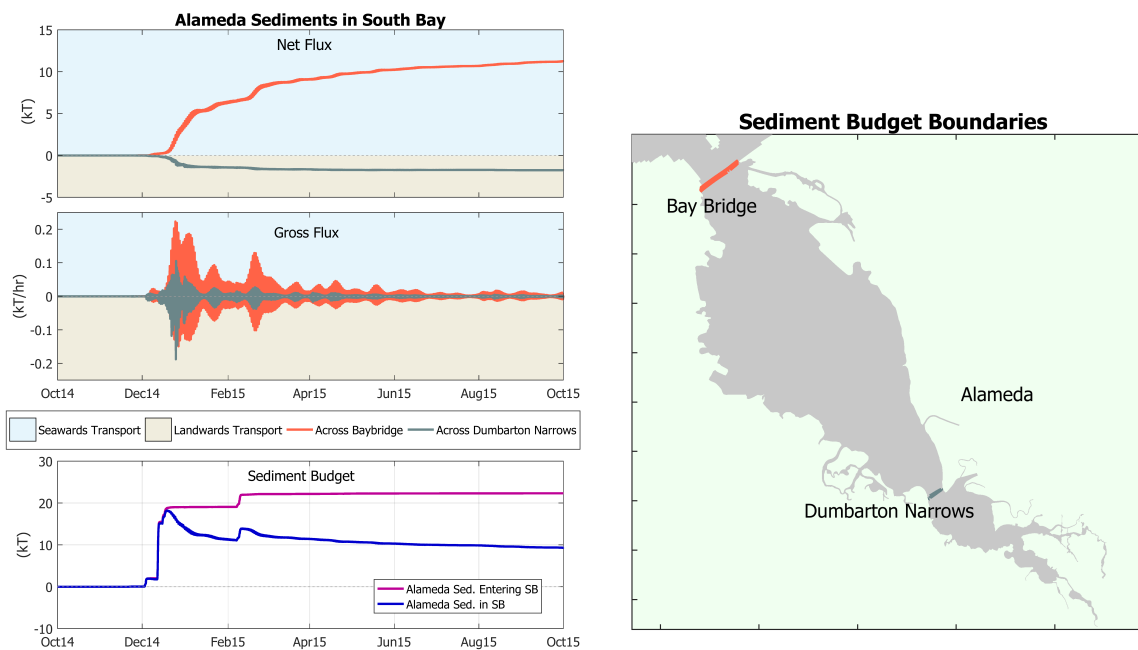 Alameda Sediments in South Bay
Net Flux
15
10
5
0
-5
(kT)
Gross Flux
0.2
0.1
0
-0.1
-0.2
(kT/hr)
Oct14 Dec14 Feb15 Apr15 Jun15 Aug15 Oct15
Seawards Transport Landwards Transport Across Baybridge Across Dumbarton Narrows
Sediment Budget
30
20
10
0
-10
(kT)
Alameda Sed. Entering SB
Alameda Sed. in SB
Oct14 Dec14 Feb15 Apr15 Jun15 Aug15 Oct15
Sediment Budget Boundaries
Bay Bridge
Alameda
Dumbarton Narrows